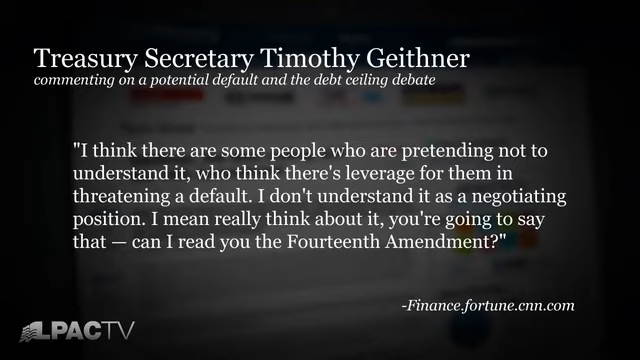 Treasury Secretary Timothy Geithner
commenting on a potential default and the debt ceiling debate
"I think there are some people who are pretending not to
understand it, who think there's leverage for them in
threatening a default. I don't understand it as a negotiating
position. I mean really think about it, you're going to say
that — can I read you the Fourteenth Amendment?"
-Finance.fortune.cnn.com
LPACTV